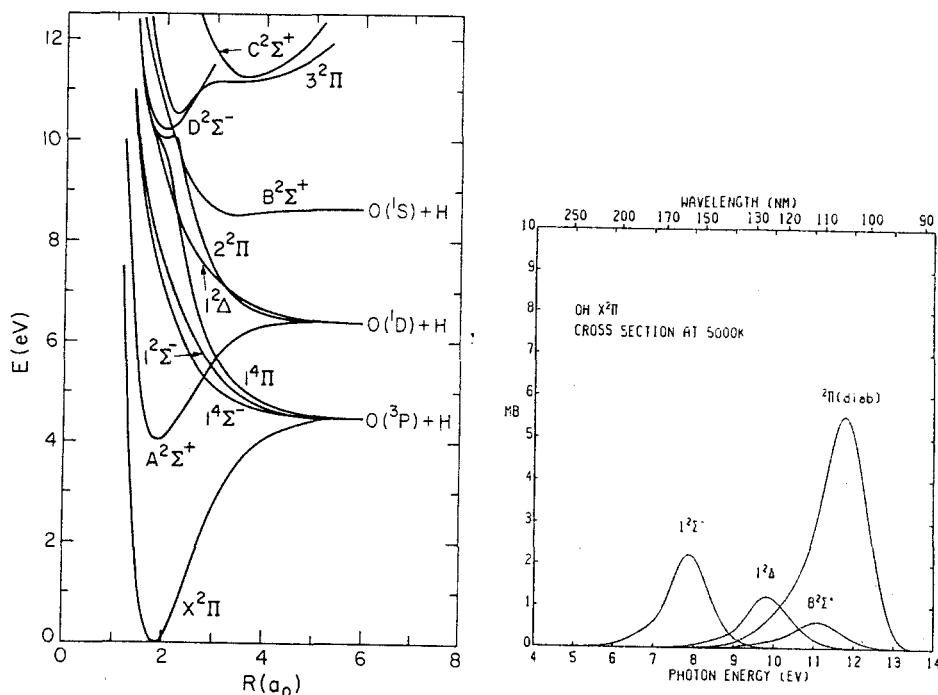 12
10
8
6
4
2
0
E(eV)
0 2 4 6 8
R(a₀)
C²Σ⁺
3²Π
D²Σ⁻
B²Σ⁺
O(¹S)+H
2²Π
1²Δ
O(¹D)+H
1²Σ⁻
1⁴Π
1⁴Σ⁻
O(³P)+H
A²Σ⁺
X²Π
WAVELENGTH (NM)
250 200 170 150 130 120 110 100 90
10
9
8
7
6
5
MB
4
3
2
1
0
OH X²Π
CROSS SECTION AT 5000K
²Π(diab)
1²Σ⁻
1²Δ
B²Σ⁺
4 5 6 7 8 9 10 11 12 13 14
PHOTON ENERGY (EV)